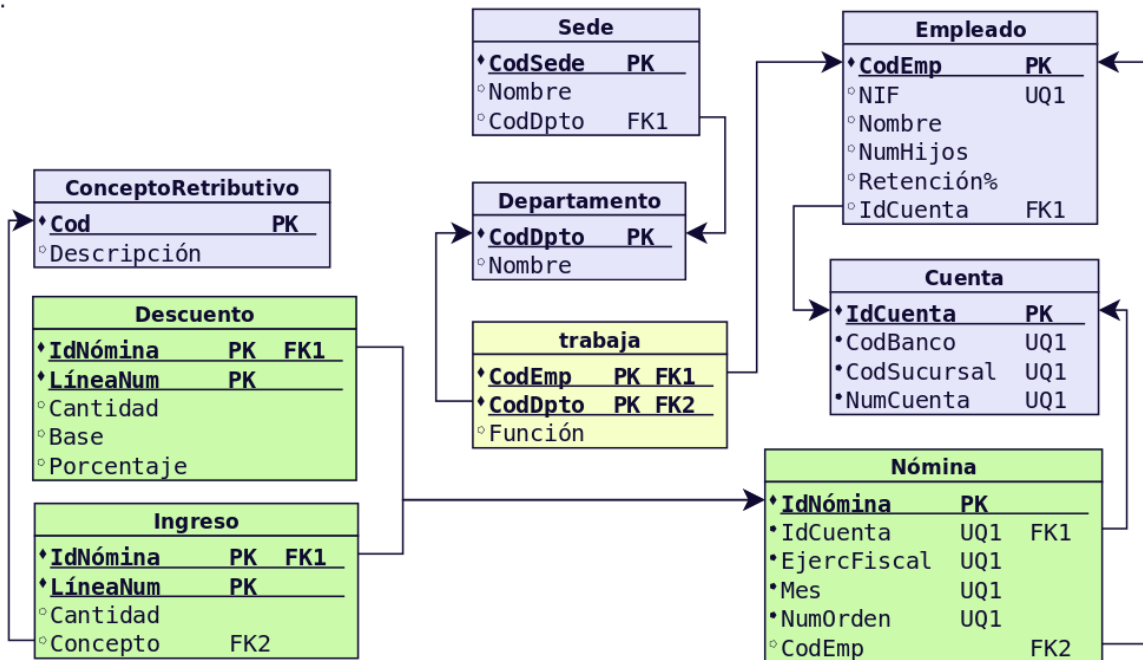 Sede
CodSede PK
Nombre
CodDpto FK1
Empleado
CodEmp PK
NIF UQ1
Nombre
NumHijos
Retención%
IdCuenta FK1
ConceptoRetributivo
Cod PK
Descripción
Departamento
CodDpto PK
Nombre
Cuenta
IdCuenta PK
CodBanco UQ1
CodSucursal UQ1
NumCuenta UQ1
Descuento
IdNómina PK FK1
LíneaNum PK
Cantidad
Base
Porcentaje
trabaja
CodEmp PK FK1
CodDpto PK FK2
Función
Ingreso
IdNómina PK FK1
LíneaNum PK
Cantidad
Concepto FK2
Nómina
IdNómina PK
IdCuenta UQ1 FK1
EjercFiscal UQ1
Mes UQ1
NumOrden UQ1
CodEmp FK2